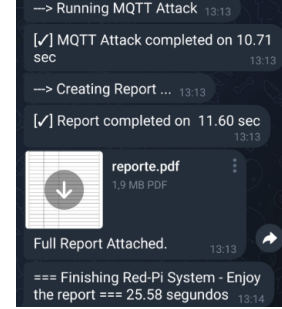 ---> Running MQTT Attack 13:13
[✓] MQTT Attack completed on 10.71
sec 13:13
---> Creating Report ... 13:13
[✓] Report completed on 11.60 sec
13:13
reporte.pdf
1,9 MB PDF
Full Report Attached. 13:13
=== Finishing Red-Pi System - Enjoy
the report === 25.58 segundos 13:14